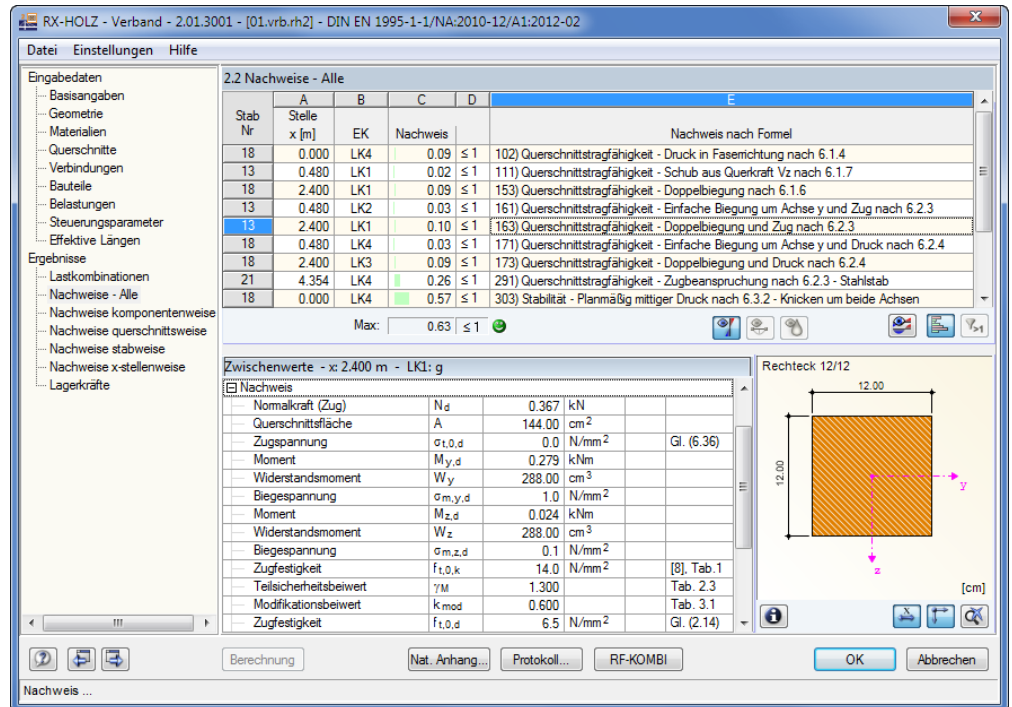 RX-HOLZ - Verband - 2.01.3001 - [01.vrb.rh2] - DIN EN 1995-1-1/NA:2010-12/A1:2012-02
Datei Einstellungen Hilfe
Eingabedaten
Basisangaben
Geometrie
Materialien
Querschnitte
Verbindungen
Bauteile
Belastungen
Steuerungsparameter
Effektive Längen
Ergebnisse
Lastkombinationen
Nachweise - Alle
Nachweise komponentenweise
Nachweise querschnittsweise
Nachweise stabweise
Nachweise x-stellenweise
Lagerkräfte
2.2 Nachweise - Alle
A B C D E
Stab Stelle
Nr x [m] EK Nachweis Nachweis nach Formel
18 0.000 LK4 0.09 ≤ 1 102) Querschnittstragfähigkeit - Druck in Faserrichtung nach 6.1.4
13 0.480 LK1 0.02 ≤ 1 111) Querschnittstragfähigkeit - Schub aus Querkraft Vz nach 6.1.7
18 2.400 LK1 0.09 ≤ 1 153) Querschnittstragfähigkeit - Doppelbiegung nach 6.1.6
13 0.480 LK2 0.03 ≤ 1 161) Querschnittstragfähigkeit - Einfache Biegung um Achse y und Zug nach 6.2.3
13 2.400 LK1 0.10 ≤ 1 163) Querschnittstragfähigkeit - Doppelbiegung und Zug nach 6.2.3
18 0.480 LK4 0.03 ≤ 1 171) Querschnittstragfähigkeit - Einfache Biegung um Achse y und Druck nach 6.2.4
18 2.400 LK3 0.09 ≤ 1 173) Querschnittstragfähigkeit - Doppelbiegung und Druck nach 6.2.4
21 4.354 LK4 0.26 ≤ 1 291) Querschnittstragfähigkeit - Zugbeanspruchung nach 6.2.3 - Stahlstab
18 0.000 LK4 0.57 ≤ 1 303) Stabilität - Planmäßig mittiger Druck nach 6.3.2 - Knicken um beide Achsen
Max: 0.63 ≤ 1
Zwischenwerte - x: 2.400 m - LK1: g
Nachweis
Normalkraft (Zug) Nd 0.367 kN
Querschnittsfläche A 144.00 cm2
Zugspannung σt,0,d 0.0 N/mm2 Gl. (6.36)
Moment My,d 0.279 kNm
Widerstandsmoment Wy 288.00 cm3
Biegespannung σm,y,d 1.0 N/mm2
Moment Mz,d 0.024 kNm
Widerstandsmoment Wz 288.00 cm3
Biegespannung σm,z,d 0.1 N/mm2
Zugfestigkeit ft,0,k 14.0 N/mm2 [8], Tab.1
Teilsicherheitsbeiwert γM 1.300 Tab. 2.3
Modifikationsbeiwert kmod 0.600 Tab. 3.1
Zugfestigkeit ft,0,d 6.5 N/mm2 Gl. (2.14)
Rechteck 12/12
12.00
12.00
y
z
[cm]
Berechnung Nat. Anhang... Protokoll... RF-KOMBI OK Abbrechen
Nachweis ...